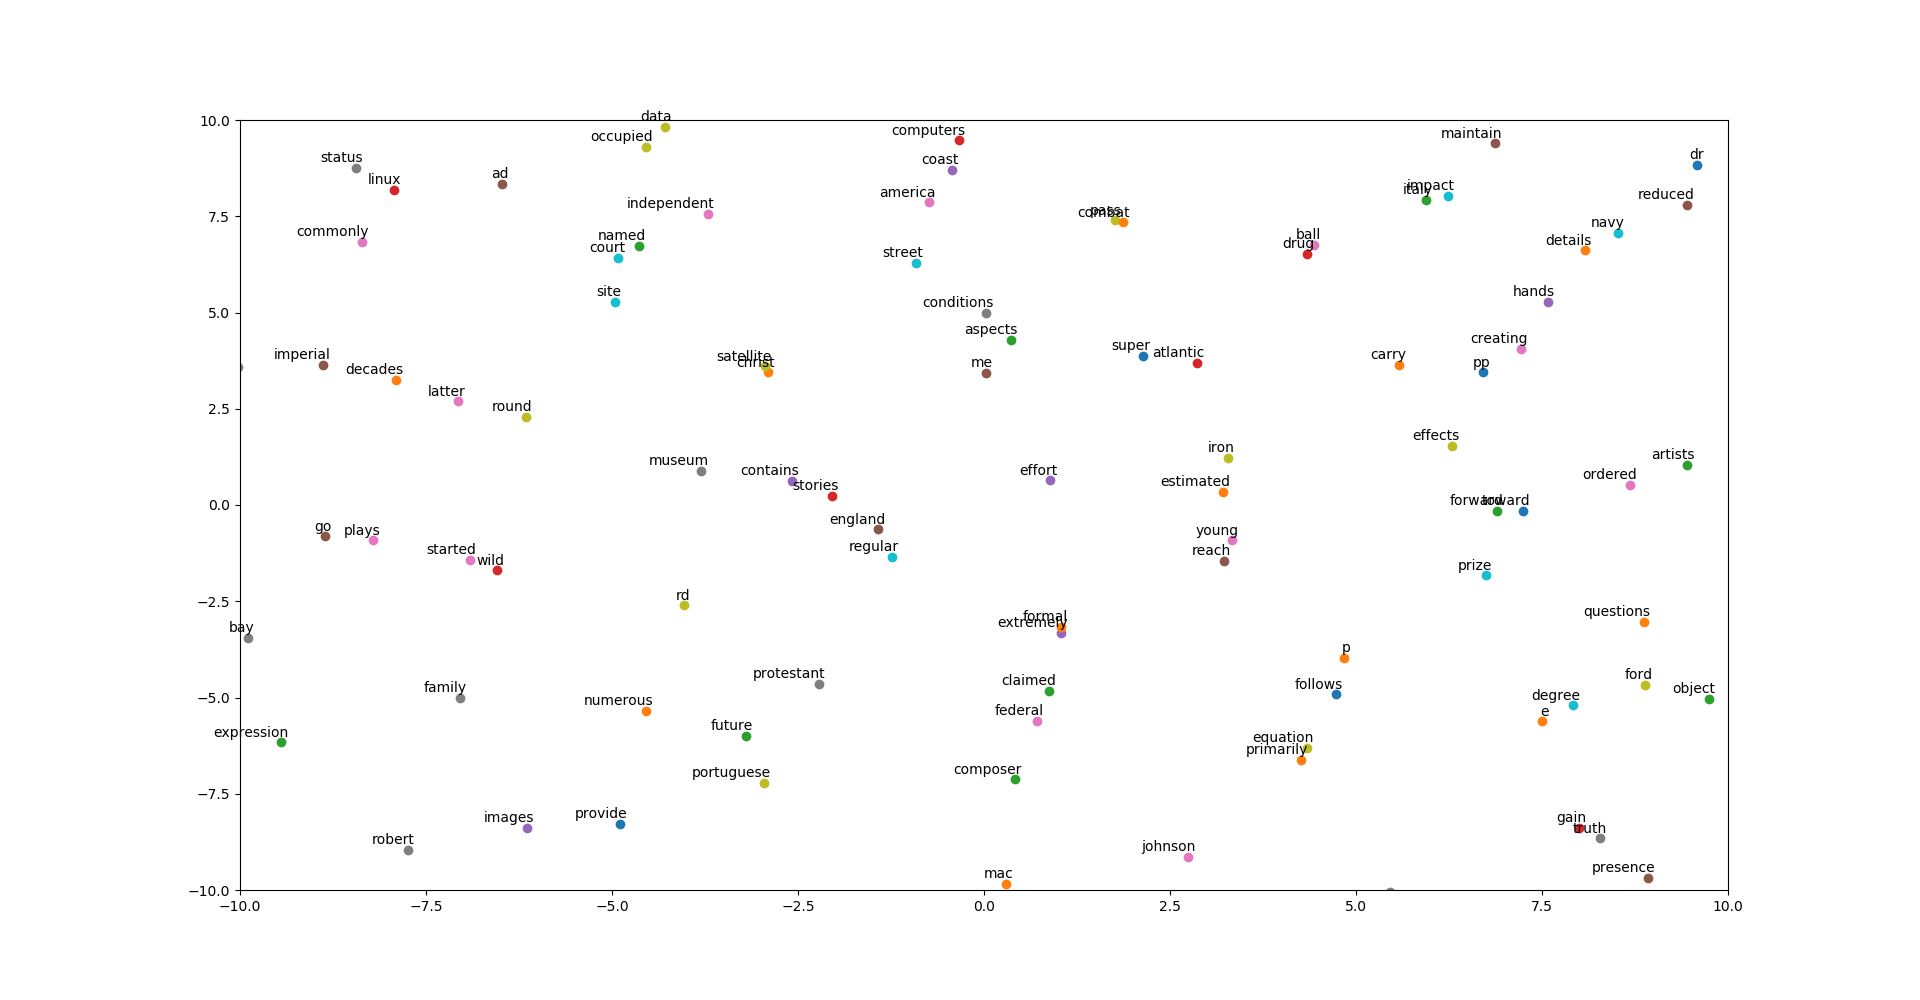 data
10.0
computers
maintain
occupied
status
coast
dr
linux
ad
impact
italy
america
reduced
independent
pass
combat
7.5
commonly
named
court
street
ball
drug
navy
details
site
conditions
hands
5.0
aspects
creating
imperial
satellite
christ
me
super
atlantic
carry
pp
decades
latter
round
2.5
effects
iron
artists
museum
contains
effort
ordered
stories
estimated
forward
toward
0.0
go
plays
england
young
started
regular
reach
wild
prize
rd
−2.5
formal
extremely
questions
bay
p
family
protestant
claimed
follows
ford
object
numerous
degree
−5.0
federal
e
expression
future
equation
primarily
portuguese
composer
−7.5
images
provide
gain
truth
robert
johnson
presence
mac
−10.0
−10.0 −7.5 −5.0 −2.5 0.0 2.5 5.0 7.5 10.0